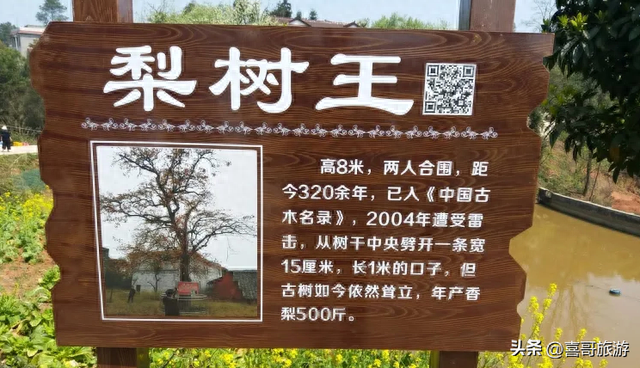 梨树王
高8米，两人合围，距
今320余年，已入《中国古
木名录》，2004年遭受雷
击，从树干中央劈开一条宽
15厘米，长1米的口子，但
古树如今依然耸立，年产香
梨500斤。
头条@喜哥旅游